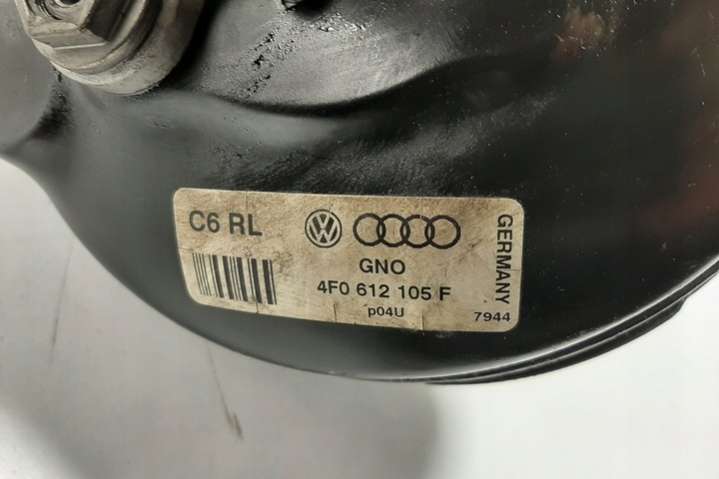 C6 RL
GNO
4F0 612 105 F
p04U
GERMANY
7944